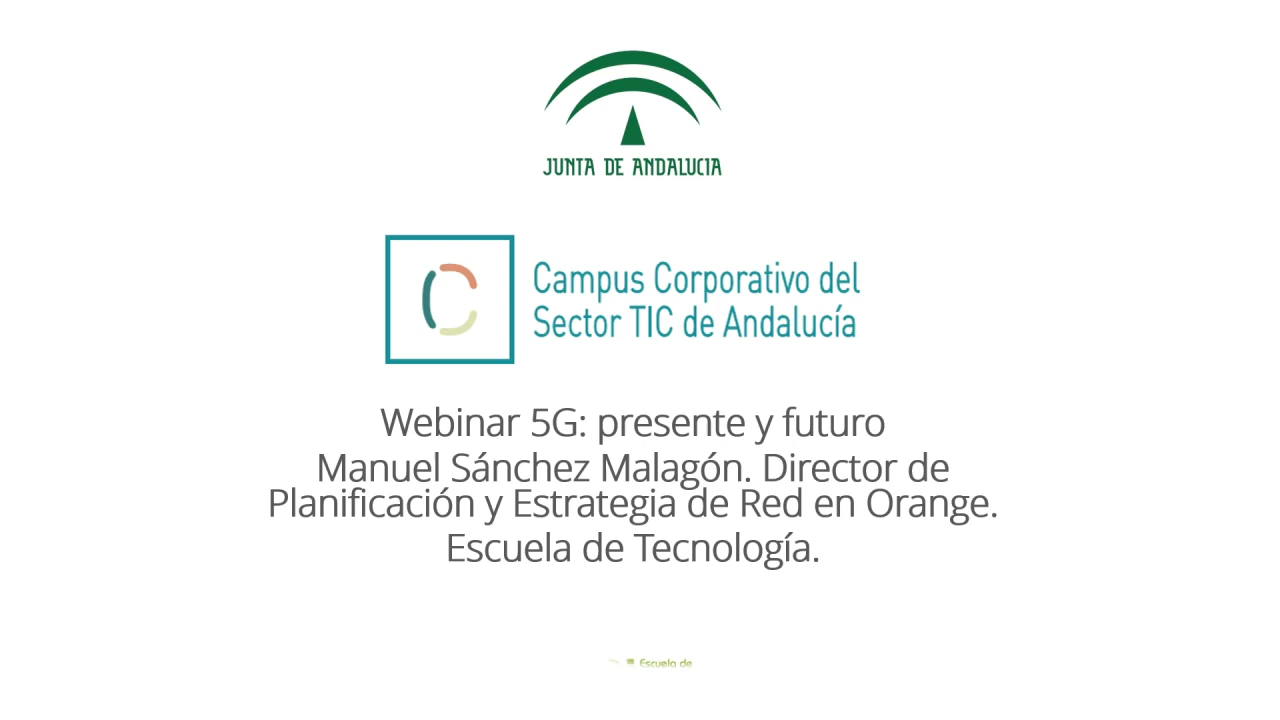 JUNTA DE ANDALUCIA
Campus Corporativo del
Sector TIC de Andalucía
Webinar 5G: presente y futuro
Manuel Sánchez Malagón. Director de
Planificación y Estrategia de Red en Orange.
Escuela de Tecnología.
Escuela de